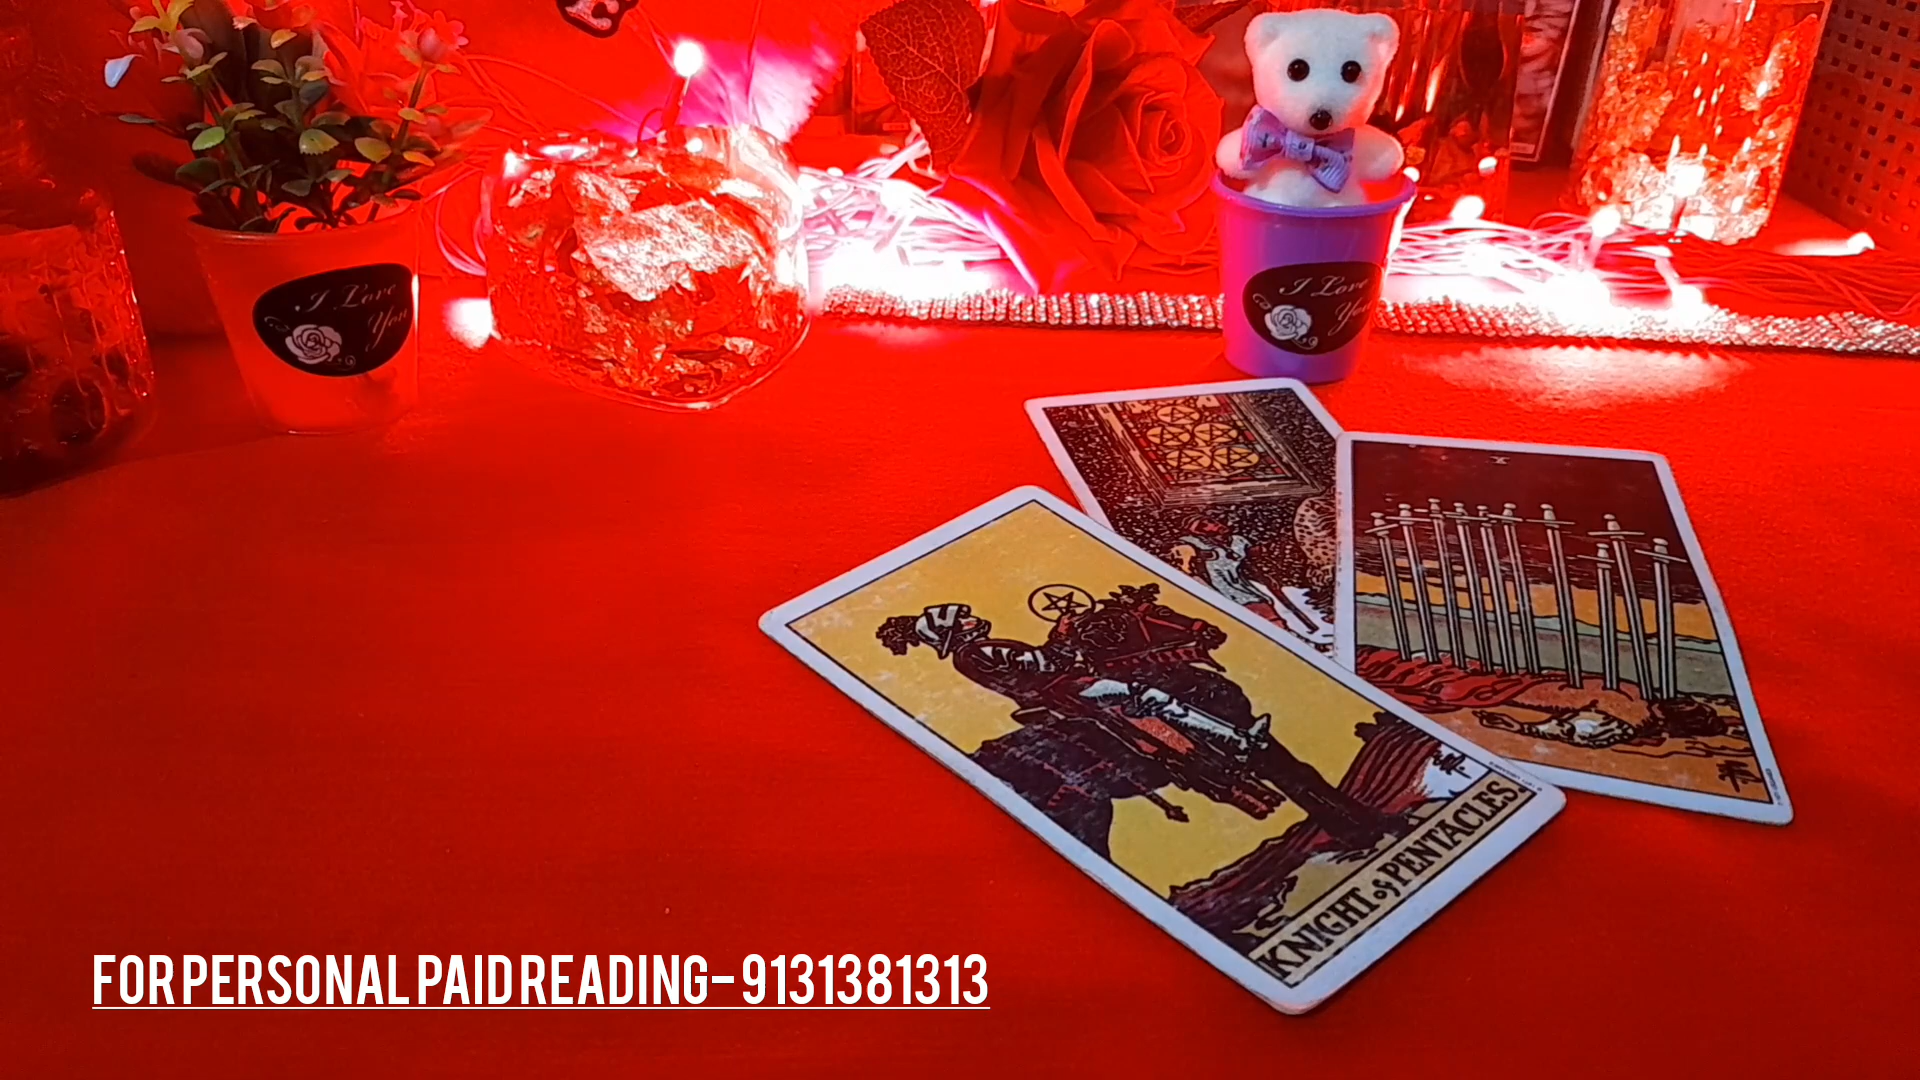 I Love
You
I Love
You
X
KNIGHT of PENTACLES.
FOR PERSONAL PAID READING- 9131381313